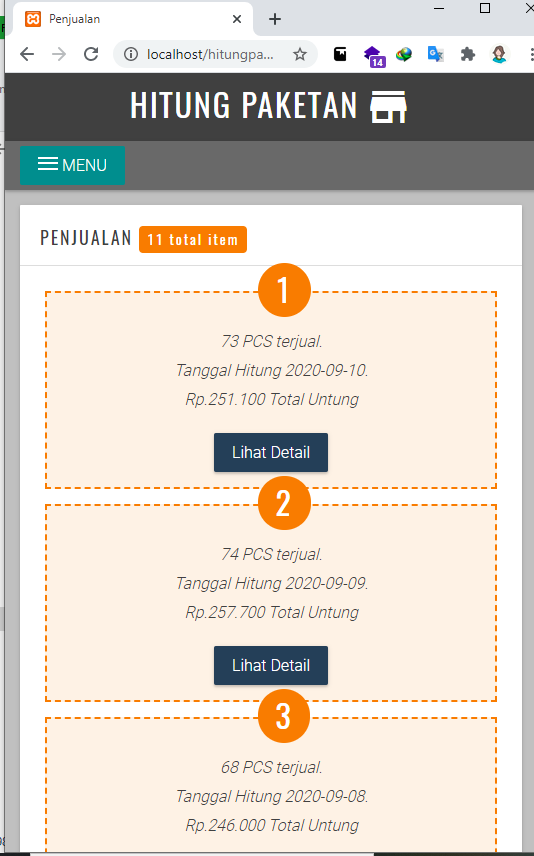 Penjualan
localhost/hitungpa...
14
HITUNG PAKETAN
MENU
PENJUALAN 11 total item
1
73 PCS terjual.
Tanggal Hitung 2020-09-10.
Rp.251.100 Total Untung
Lihat Detail
2
74 PCS terjual.
Tanggal Hitung 2020-09-09.
Rp.257.700 Total Untung
Lihat Detail
3
68 PCS terjual.
Tanggal Hitung 2020-09-08.
Rp.246.000 Total Untung